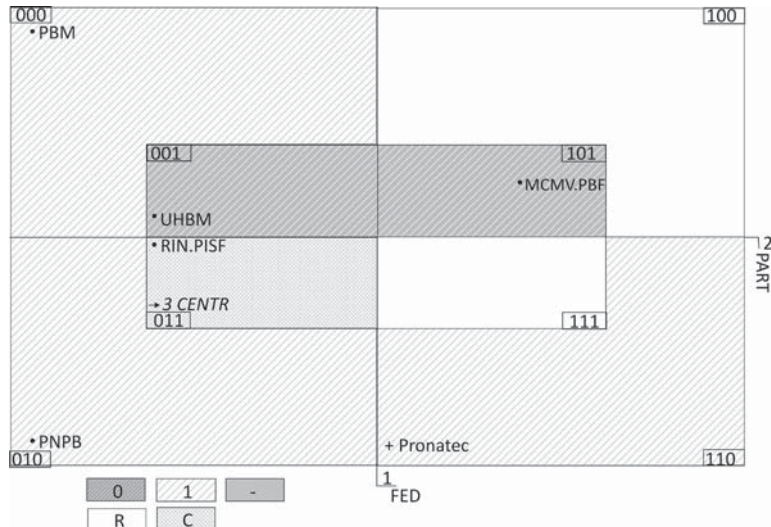 000
100
• PBM
001
101
• MCMV.PBF
• UHBM
• RIN.PISF
2
PART
→3 CENTR
011
111
• PNPB
+ Pronatec
010
110
1
FED
0 1 -
R C